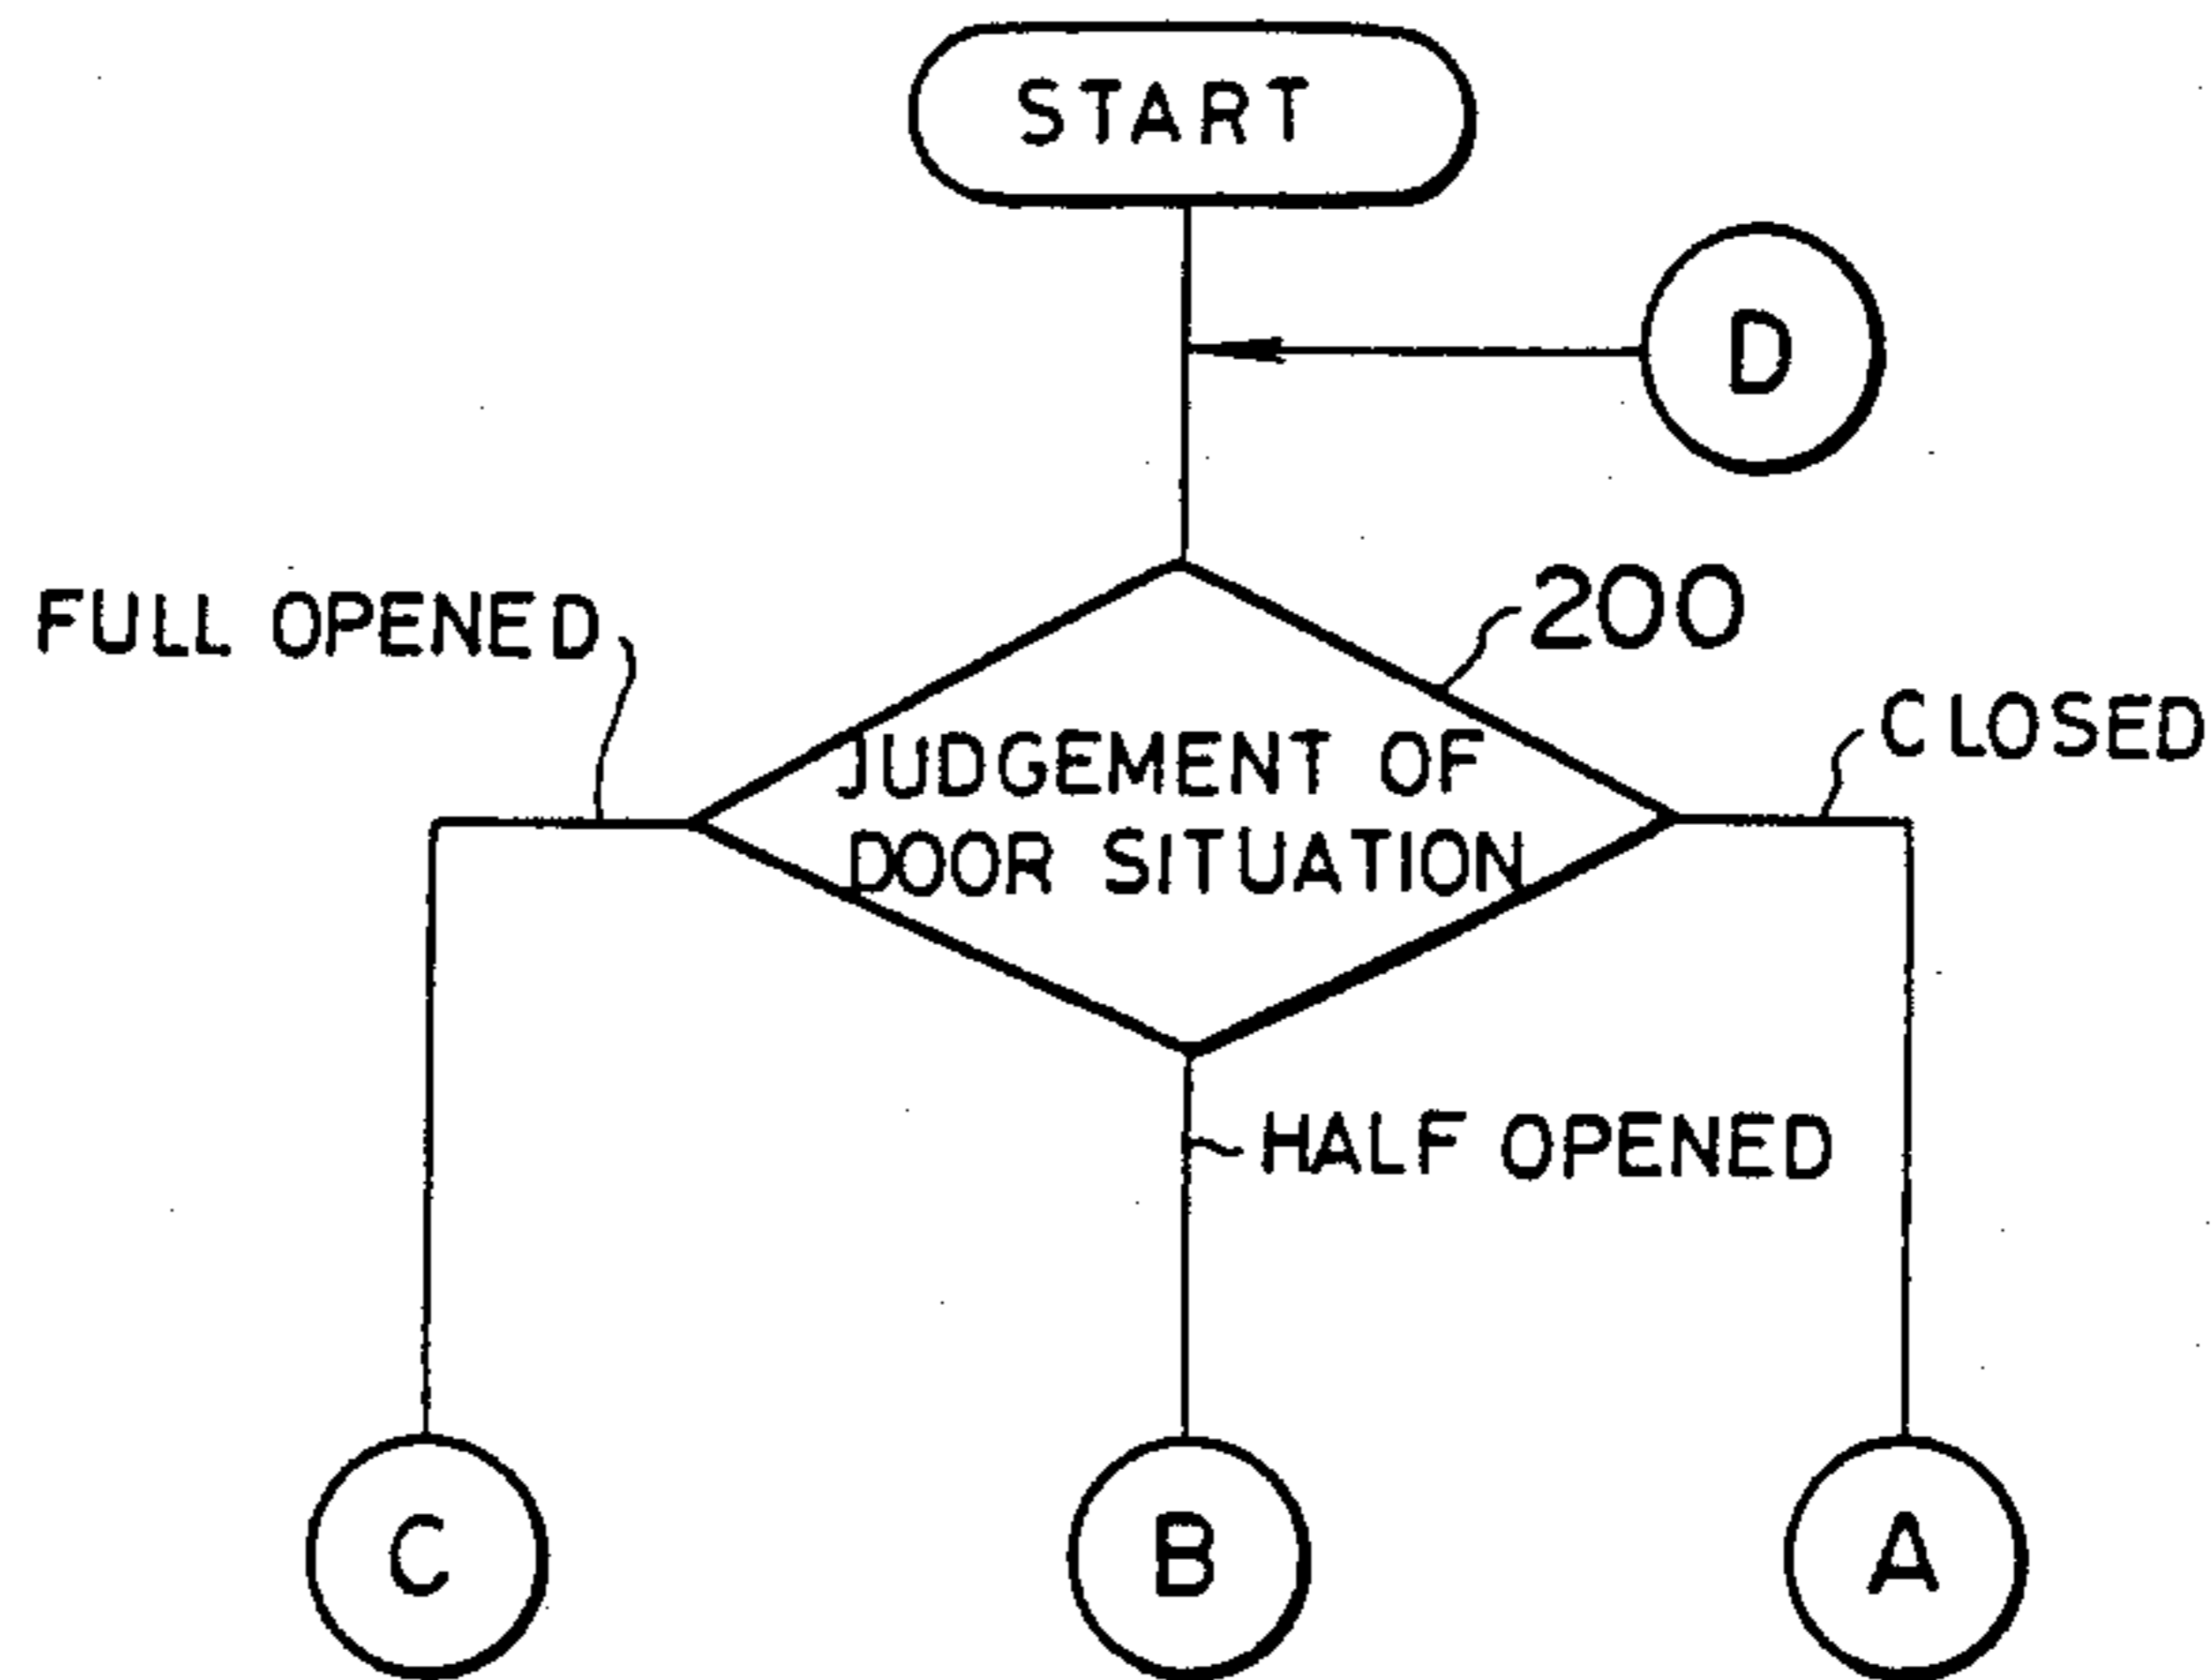 START
D
200
FULL OPENED
CLOSED
JUDGEMENT OF
DOOR SITUATION
HALF OPENED
C
B
A